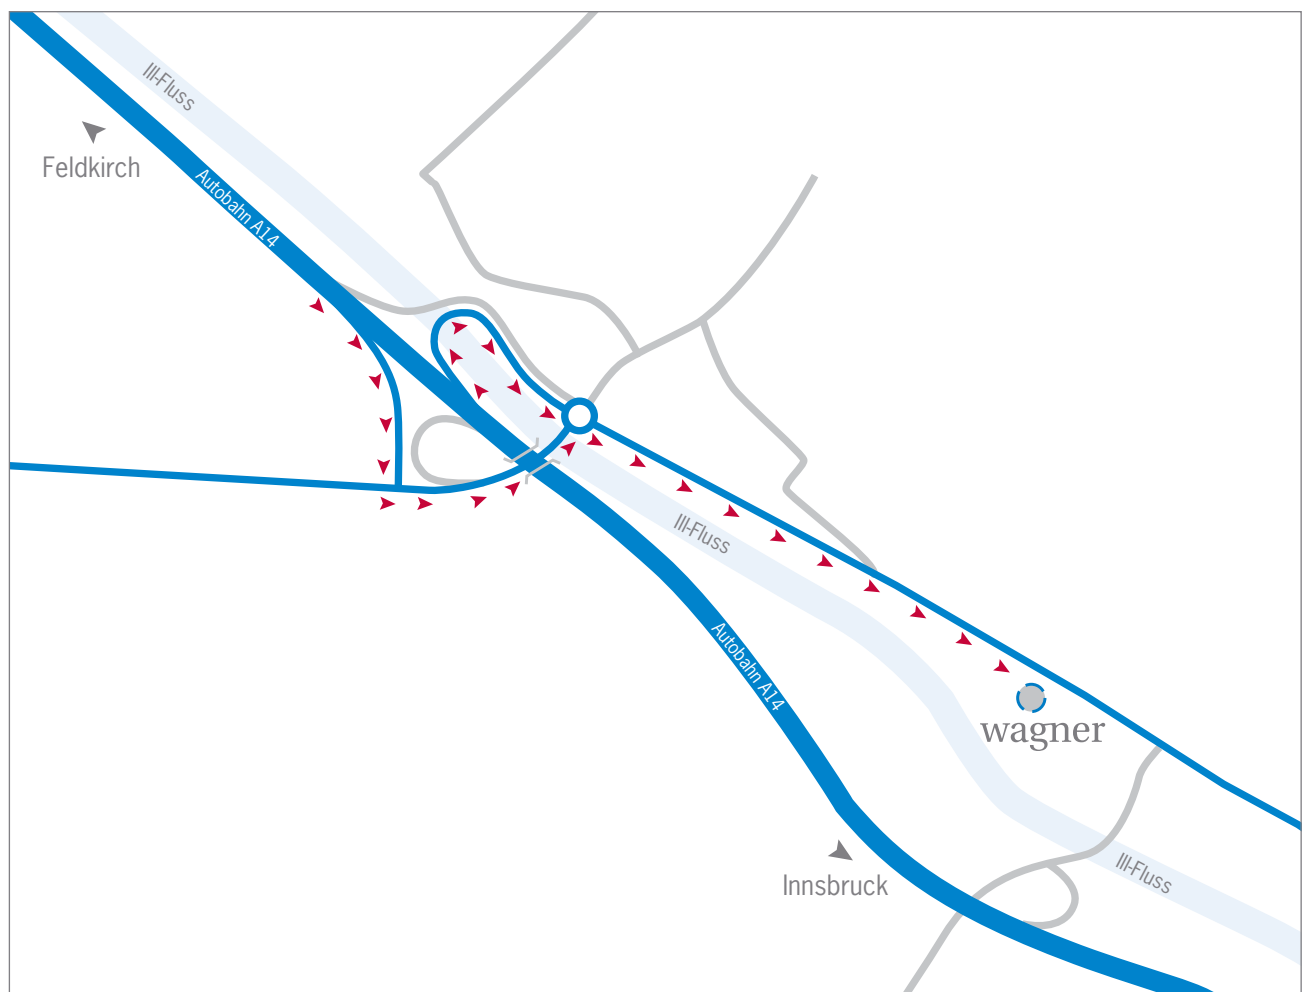 Ill-Fluss
Feldkirch
Autobahn A14
Ill-Fluss
Autobahn A14
wagner
Ill-Fluss
Innsbruck